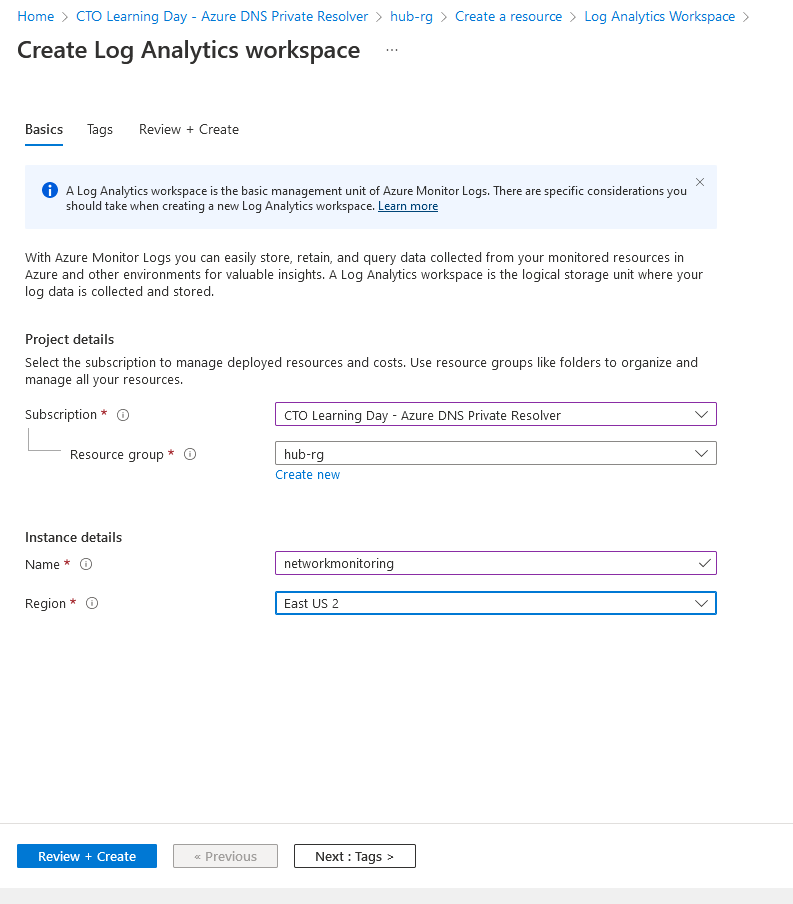 Home > CTO Learning Day - Azure DNS Private Resolver > hub-rg > Create a resource > Log Analytics Workspace >
Create Log Analytics workspace ...
Basics Tags Review + Create
A Log Analytics workspace is the basic management unit of Azure Monitor Logs. There are specific considerations you
should take when creating a new Log Analytics workspace. Learn more
With Azure Monitor Logs you can easily store, retain, and query data collected from your monitored resources in
Azure and other environments for valuable insights. A Log Analytics workspace is the logical storage unit where your
log data is collected and stored.
Project details
Select the subscription to manage deployed resources and costs. Use resource groups like folders to organize and
manage all your resources.
Subscription * CTO Learning Day - Azure DNS Private Resolver
Resource group * hub-rg
Create new
Instance details
Name * networkmonitoring
Region * East US 2
Review + Create « Previous Next : Tags >